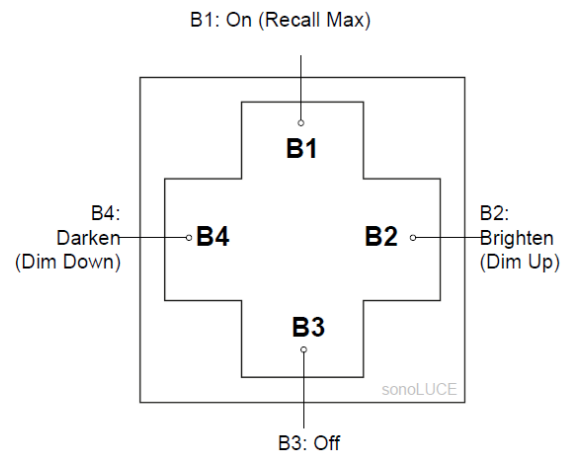 B1: On (Recall Max)
B1
B4:
Darken
(Dim Down)
B4
B2
B2:
Brighten
(Dim Up)
B3
sonoLUCE
B3: Off